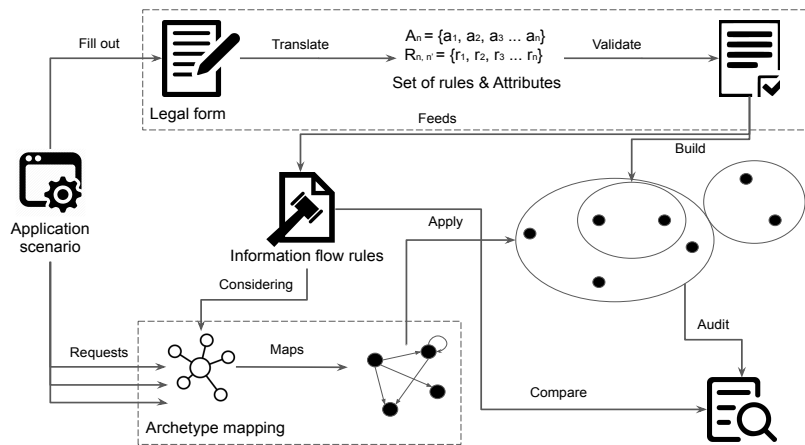 Fill out
Translate
Aₙ = {a₁, a₂, a₃ ... aₙ}
Rₙ, ₙ' = {r₁, r₂, r₃ ... rₙ}
Validate
Set of rules & Attributes
Legal form
Feeds
Build
Application
scenario
Apply
Information flow rules
Considering
Requests
Maps
Audit
Compare
Archetype mapping